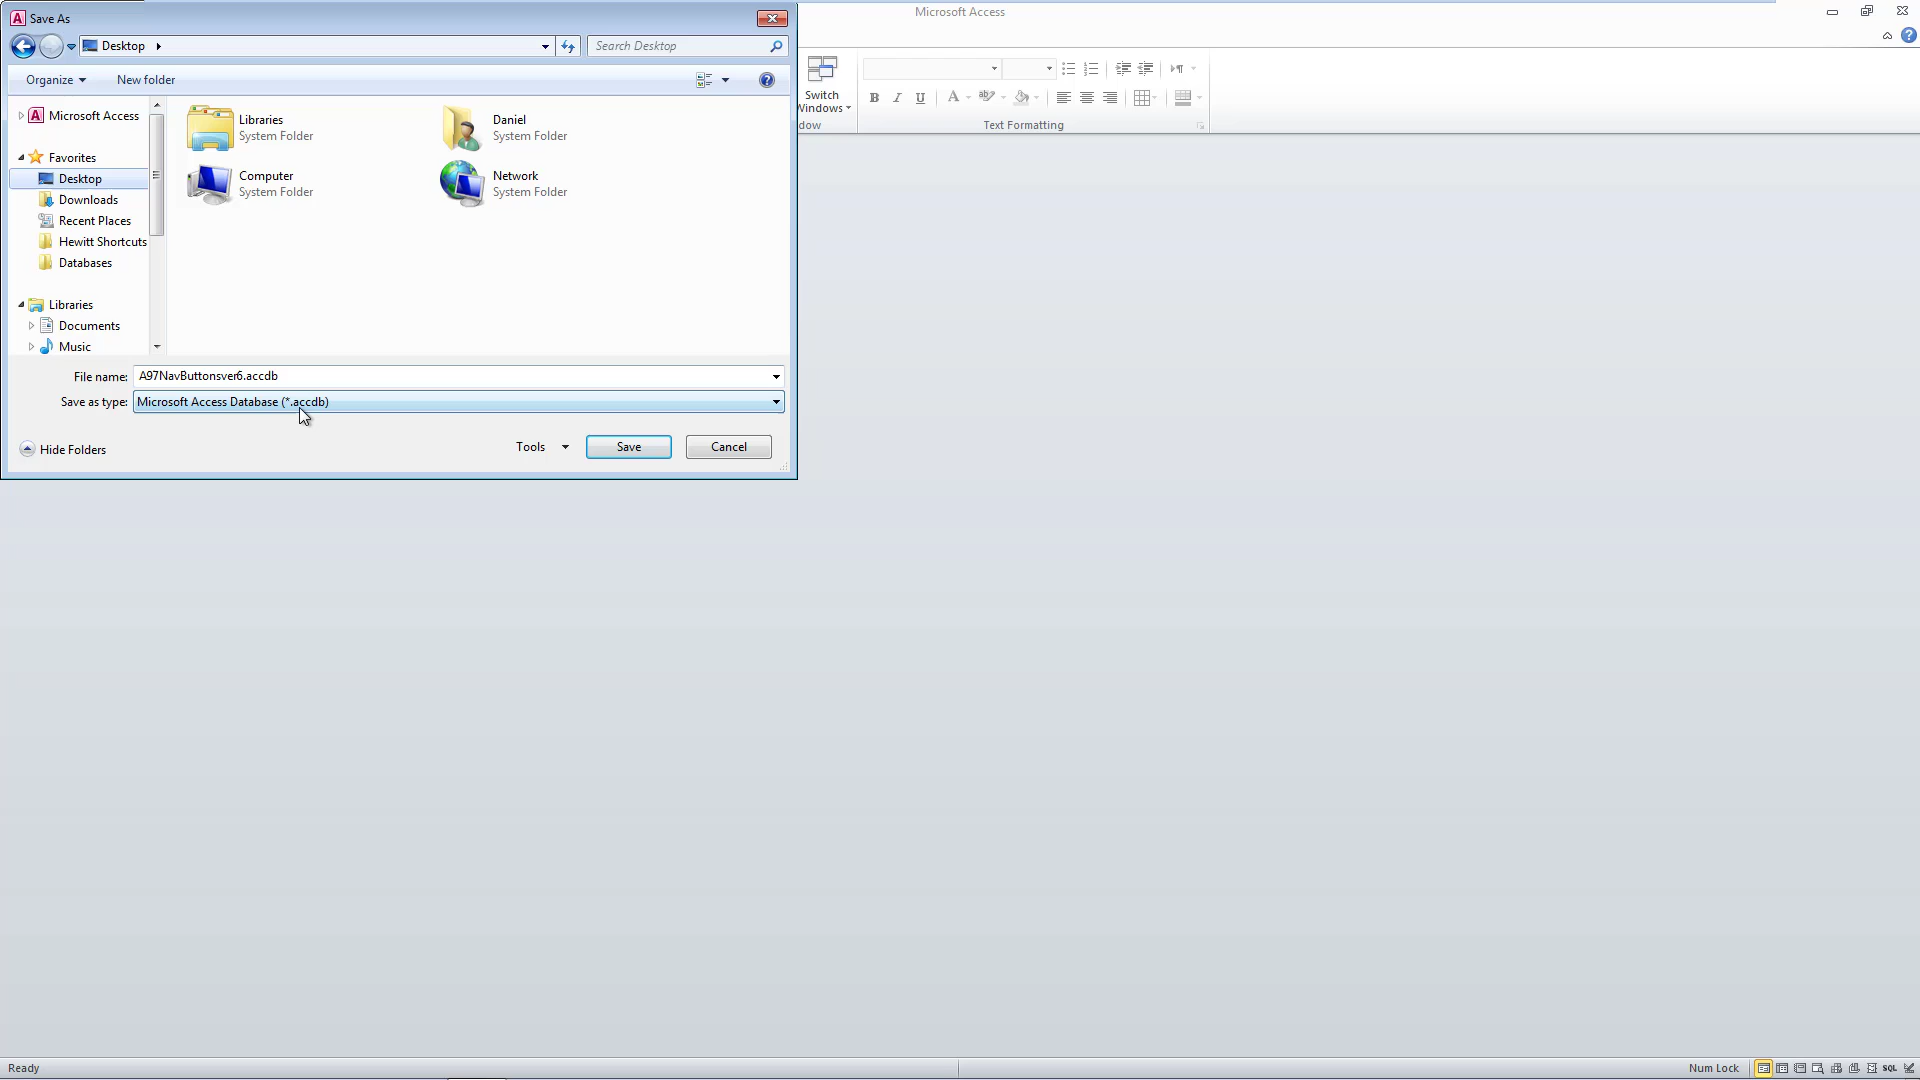 Save As
Microsoft Access
Desktop
Search Desktop
Organize
New folder
Switch
Windows
B I U
dow
Text Formatting
Microsoft Access
Favorites
Desktop
Downloads
Recent Places
Hewitt Shortcuts
Databases
Libraries
Documents
Music
Libraries
System Folder
Daniel
System Folder
Computer
System Folder
Network
System Folder
File name: A97NavButtonsver6.accdb
Save as type: Microsoft Access Database (*.accdb)
Hide Folders
Tools
Save
Cancel
Ready
Num Lock
SQL